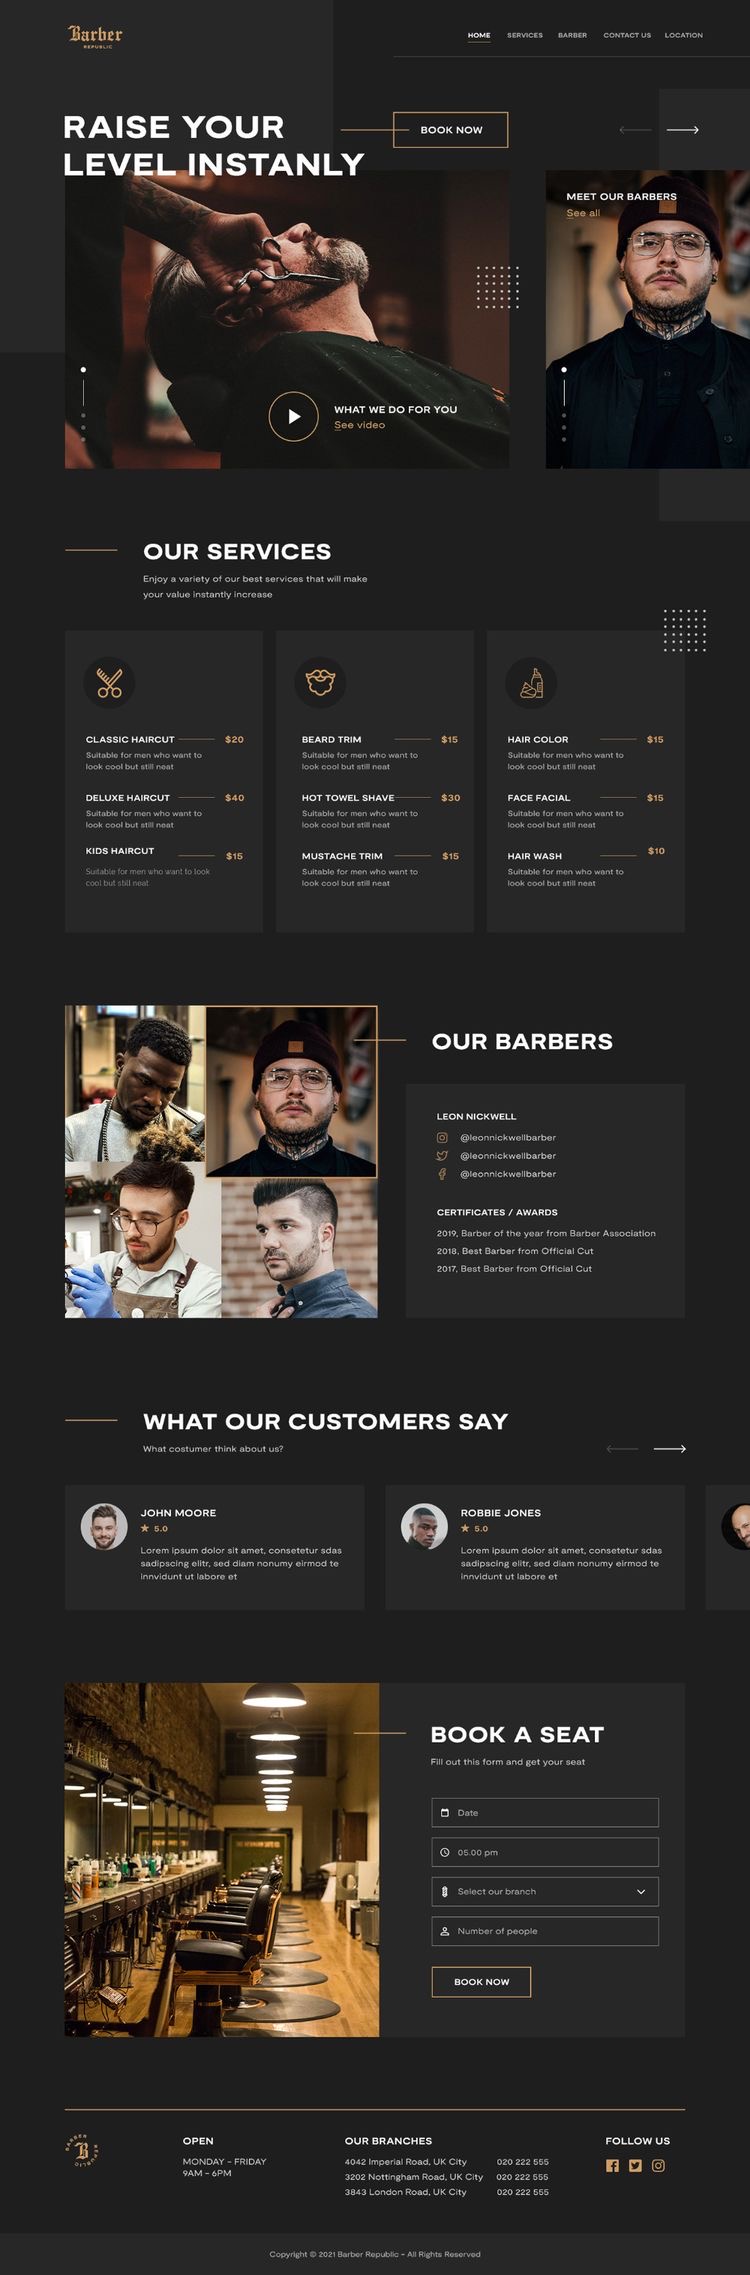 Barber
REPUBLIC
HOME SERVICES BARBER CONTACT US LOCATION
RAISE YOUR
LEVEL INSTANLY
BOOK NOW
MEET OUR BARBERS
See all
WHAT WE DO FOR YOU
See video
OUR SERVICES
Enjoy a variety of our best services that will make
your value instantly increase
CLASSIC HAIRCUT $20
Suitable for men who want to
look cool but still neat
DELUXE HAIRCUT $40
Suitable for men who want to
look cool but still neat
KIDS HAIRCUT $15
Suitable for men who want to look
cool but still neat
BEARD TRIM $15
Suitable for men who want to
look cool but still neat
HOT TOWEL SHAVE $30
Suitable for men who want to
look cool but still neat
MUSTACHE TRIM $15
Suitable for men who want to
look cool but still neat
HAIR COLOR $15
Suitable for men who want to
look cool but still neat
FACE FACIAL $15
Suitable for men who want to
look cool but still neat
HAIR WASH $10
Suitable for men who want to
look cool but still neat
OUR BARBERS
LEON NICKWELL
@leonnickwellbarber
@leonnickwellbarber
@leonnickwellbarber
CERTIFICATES / AWARDS
2019, Barber of the year from Barber Association
2018, Best Barber from Official Cut
2017, Best Barber from Official Cut
WHAT OUR CUSTOMERS SAY
What costumer think about us?
JOHN MOORE
5.0
Lorem ipsum dolor sit amet, consetetur sdas
sadipscing elitr, sed diam nonumy eirmod te
innvidunt ut labore et
ROBBIE JONES
5.0
Lorem ipsum dolor sit amet, consetetur sdas
sadipscing elitr, sed diam nonumy eirmod te
innvidunt ut labore et
BOOK A SEAT
Fill out this form and get your seat
Date
05.00 pm
Select our branch
Number of people
BOOK NOW
BARBER
B
REPUBLIC
OPEN
MONDAY - FRIDAY
9AM - 6PM
OUR BRANCHES
4042 Imperial Road, UK City 020 222 555
3202 Nottingham Road, UK City 020 222 555
3843 London Road, UK City 020 222 555
FOLLOW US
Copyright © 2021 Barber Republic - All Rights Reserved